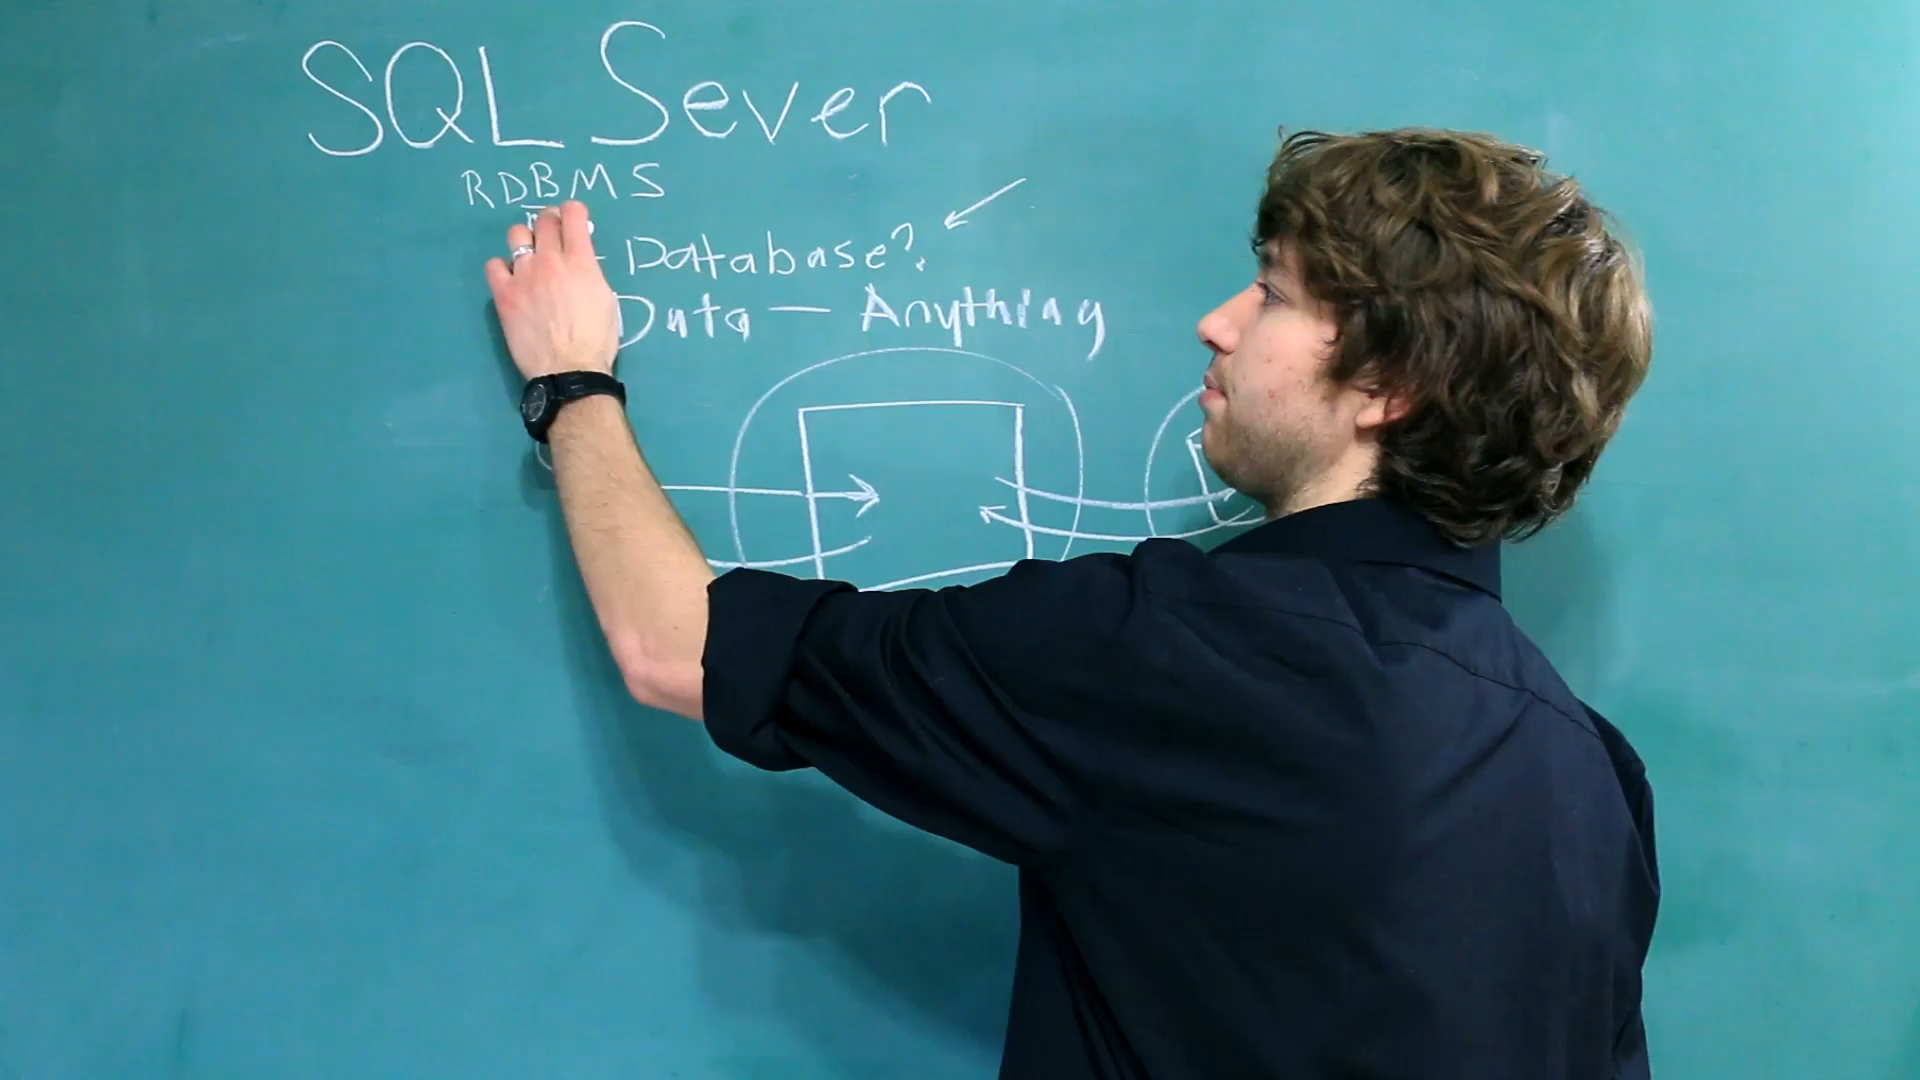 SQL Sever
RDBMS
- Database?
Data — Anything